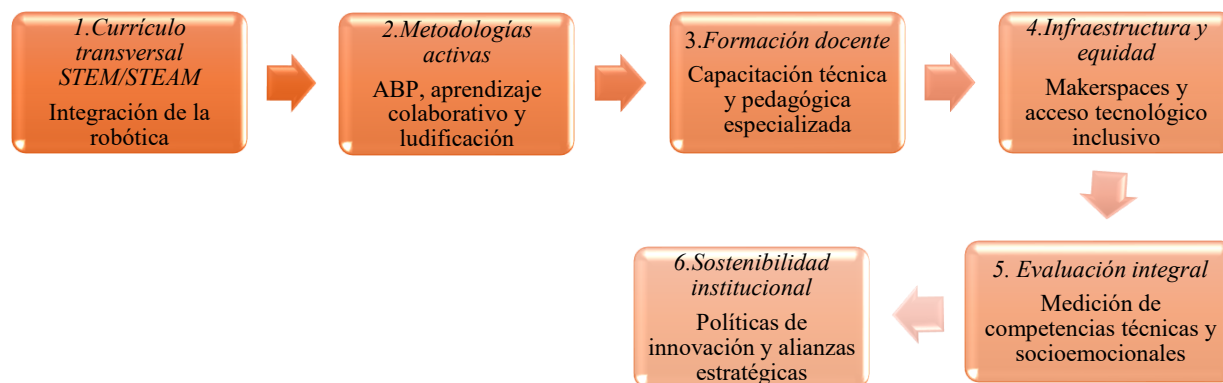 1.Currículo
transversal
STEM/STEAM
Integración de la
robótica
2.Metodologías
activas
ABP, aprendizaje
colaborativo y
ludificación
3.Formación docente
Capacitación técnica
y pedagógica
especializada
4.Infraestructura y
equidad
Makerspaces y
acceso tecnológico
inclusivo
5. Evaluación integral
Medición de
competencias técnicas y
socioemocionales
6.Sostenibilidad
institucional
Políticas de
innovación y alianzas
estratégicas